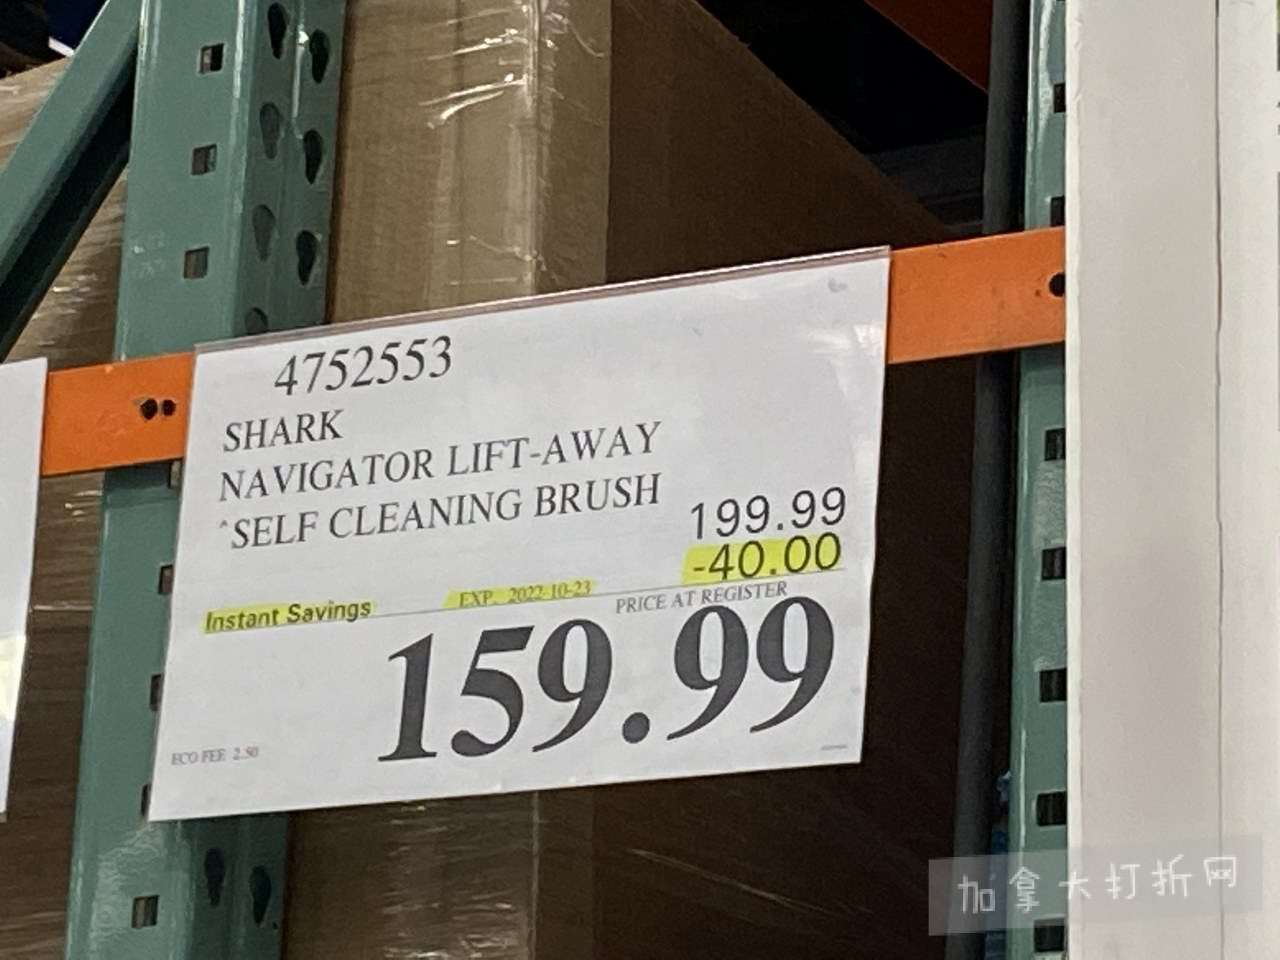 4752553
SHARK
NAVIGATOR LIFT-AWAY
^SELF CLEANING BRUSH
199.99
-40.00
Instant Savings EXP. 2022-10-23 PRICE AT REGISTER
159.99
ECO FEE 2.50
加拿大打折网